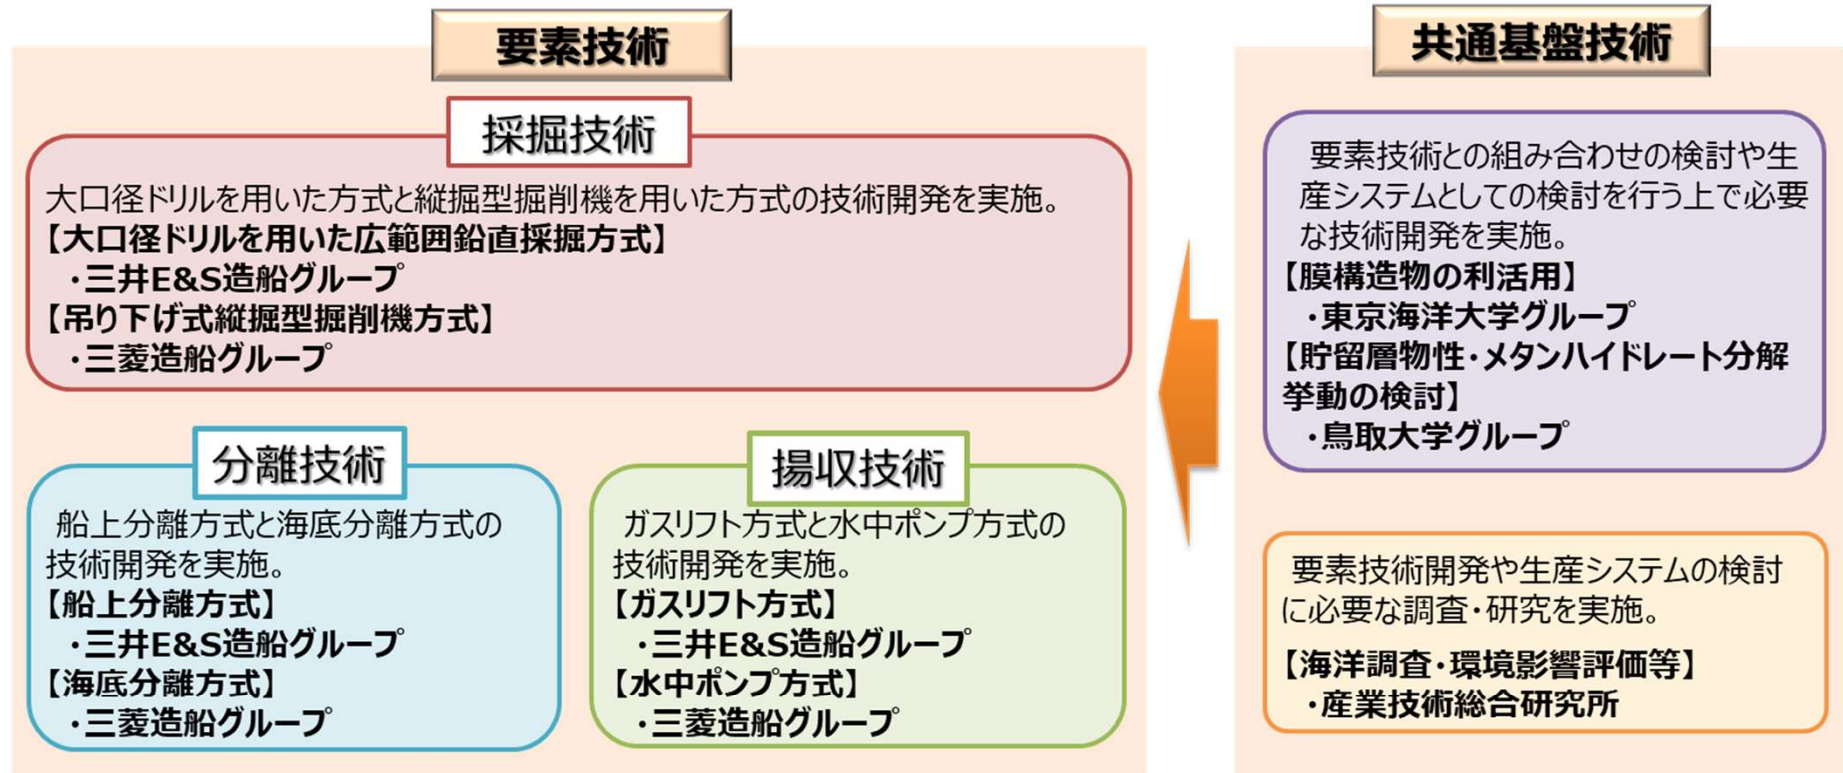 要素技術
採掘技術
大口径ドリルを用いた方式と縦掘型掘削機を用いた方式の技術開発を実施。
【大口径ドリルを用いた広範囲鉛直採掘方式】
・三井E&S造船グループ
【吊り下げ式縦掘型掘削機方式】
・三菱造船グループ
分離技術
船上分離方式と海底分離方式の
技術開発を実施。
【船上分離方式】
・三井E&S造船グループ
【海底分離方式】
・三菱造船グループ
揚収技術
ガスリフト方式と水中ポンプ方式の
技術開発を実施。
【ガスリフト方式】
・三井E&S造船グループ
【水中ポンプ方式】
・三菱造船グループ
共通基盤技術
要素技術との組み合わせの検討や生
産システムとしての検討を行う上で必要
な技術開発を実施。
【膜構造物の利活用】
・東京海洋大学グループ
【貯留層物性・メタンハイドレート分解
挙動の検討】
・鳥取大学グループ
要素技術開発や生産システムの検討
に必要な調査・研究を実施。
【海洋調査・環境影響評価等】
・産業技術総合研究所